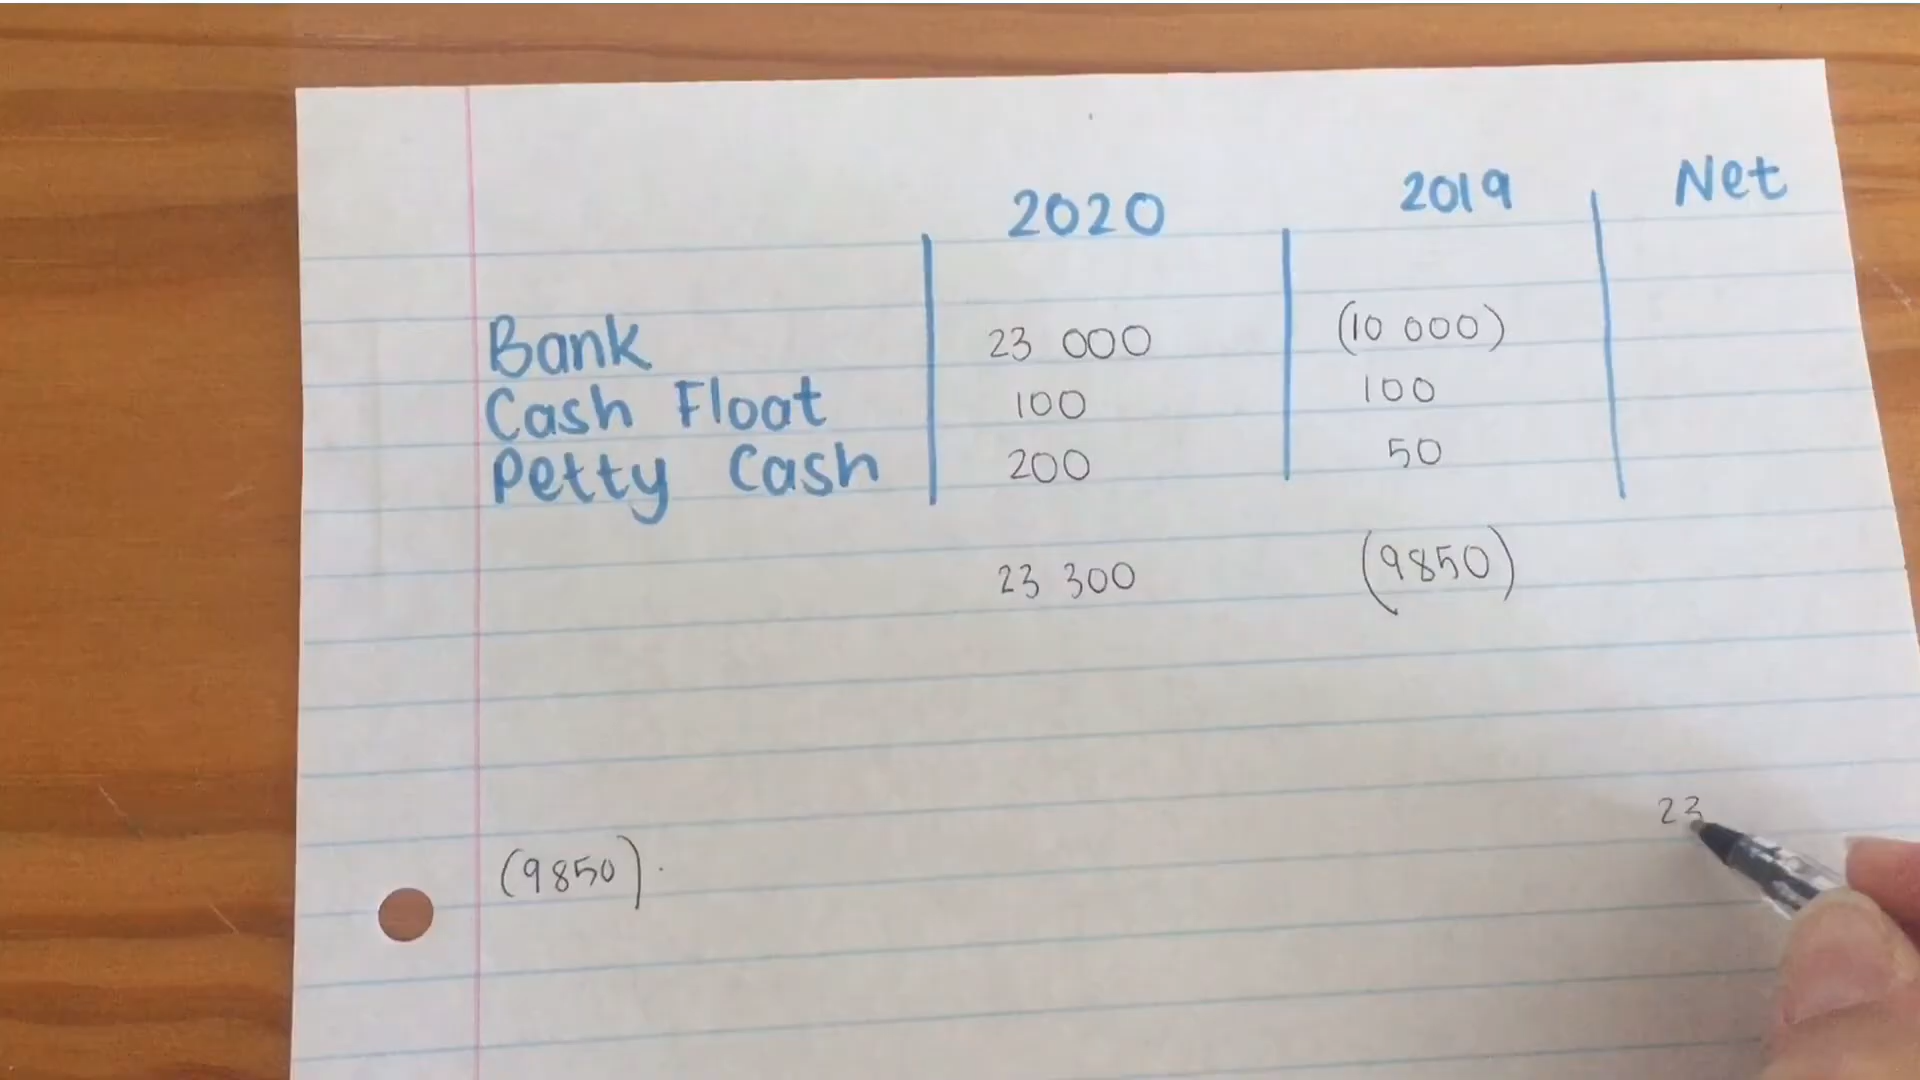 2020 2019 Net
Bank 23 000 (10 000)
Cash Float 100 100
Petty Cash 200 50
23 300 (9850)
23
(9850).